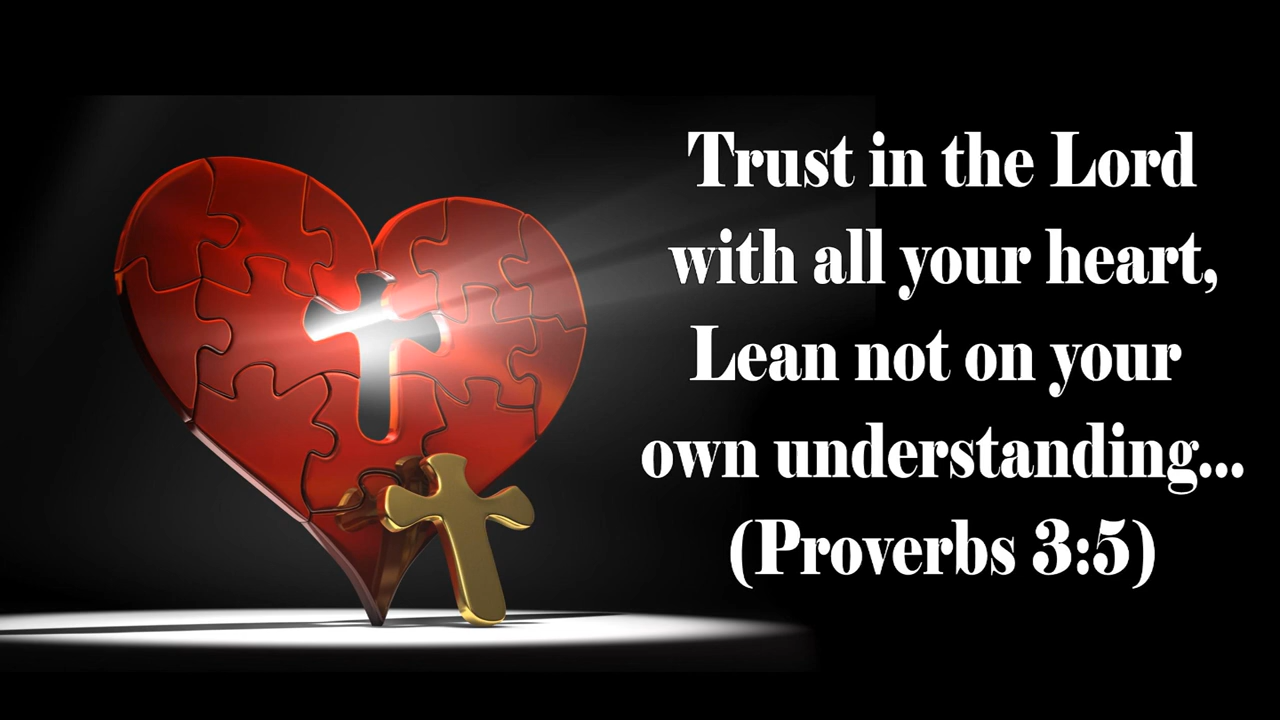 Trust in the Lord
with all your heart,
Lean not on your
own understanding...
(Proverbs 3:5)